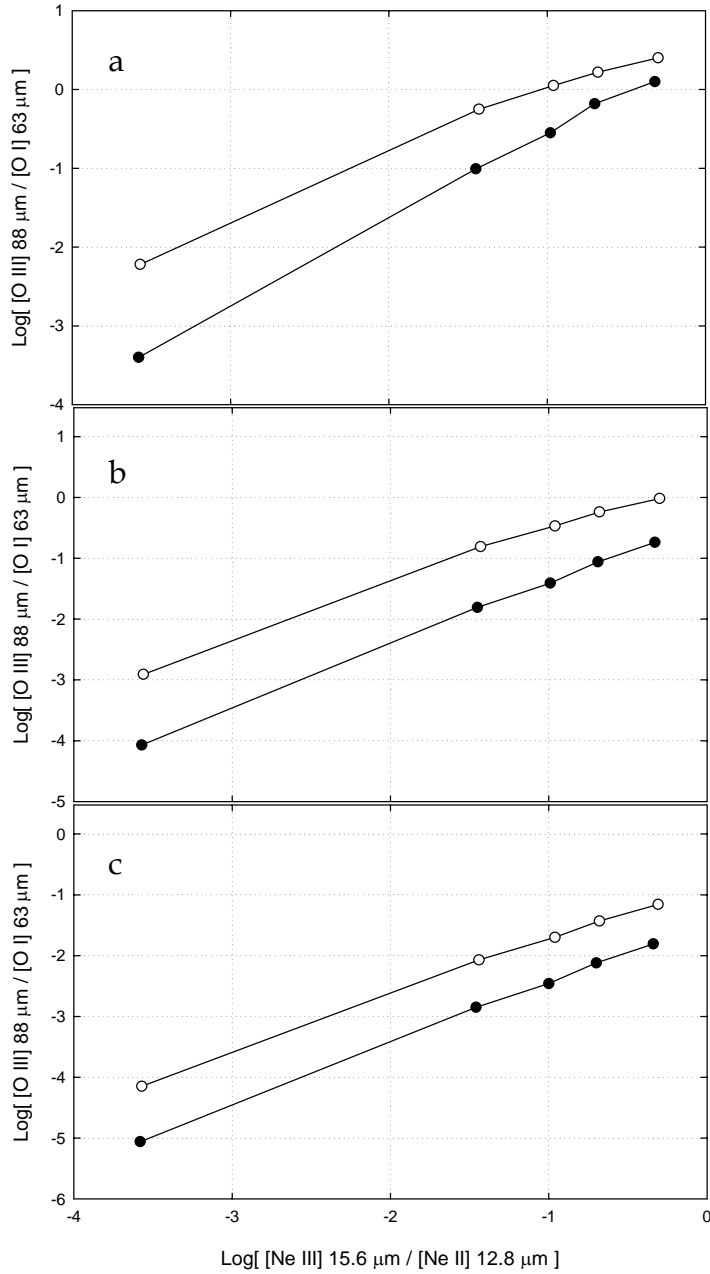 1
0
-1
-2
-3
-4
a
Log[ [O III] 88 μm / [O I] 63 μm ]
1
0
-1
-2
-3
-4
-5
b
Log[ [O III] 88 μm / [O I] 63 μm ]
0
-1
-2
-3
-4
-5
-6
c
Log[ [O III] 88 μm / [O I] 63 μm ]
-4 -3 -2 -1 0
Log[ [Ne III] 15.6 μm / [Ne II] 12.8 μm ]